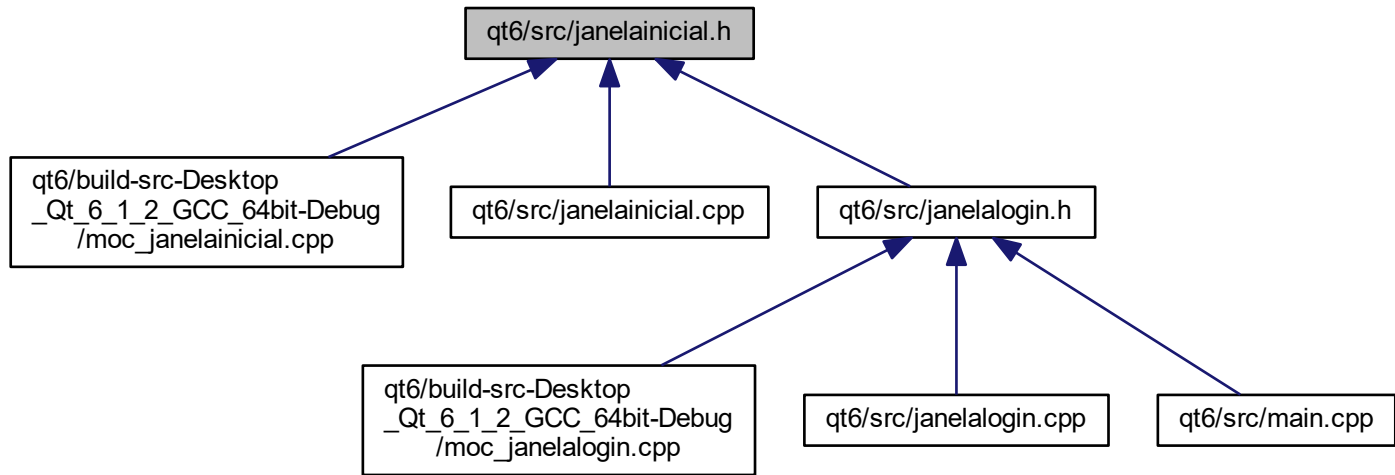 qt6/src/janelainicial.h
qt6/build-src-Desktop
_Qt_6_1_2_GCC_64bit-Debug
/moc_janelainicial.cpp
qt6/src/janelainicial.cpp
qt6/src/janelalogin.h
qt6/build-src-Desktop
_Qt_6_1_2_GCC_64bit-Debug
/moc_janelalogin.cpp
qt6/src/janelalogin.cpp
qt6/src/main.cpp